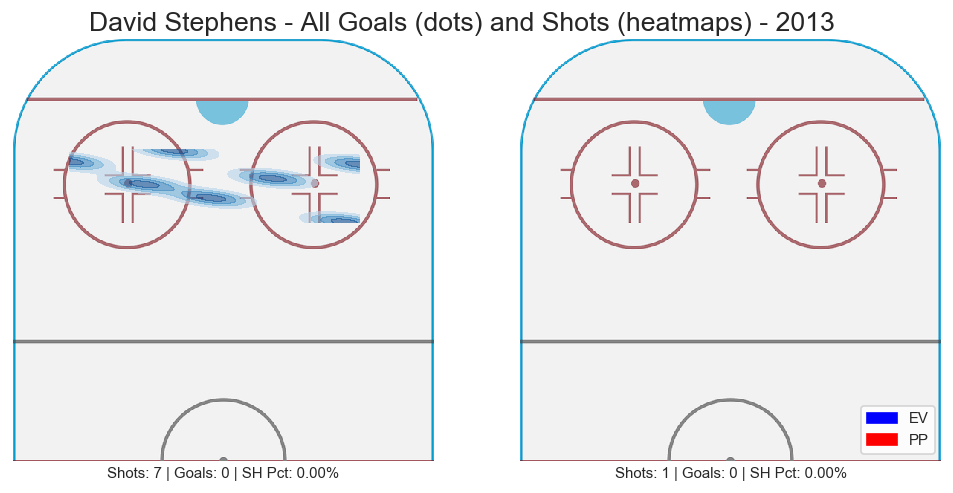 David Stephens - All Goals (dots) and Shots (heatmaps) - 2013
EV
PP
Shots: 7 | Goals: 0 | SH Pct: 0.00%
Shots: 1 | Goals: 0 | SH Pct: 0.00%